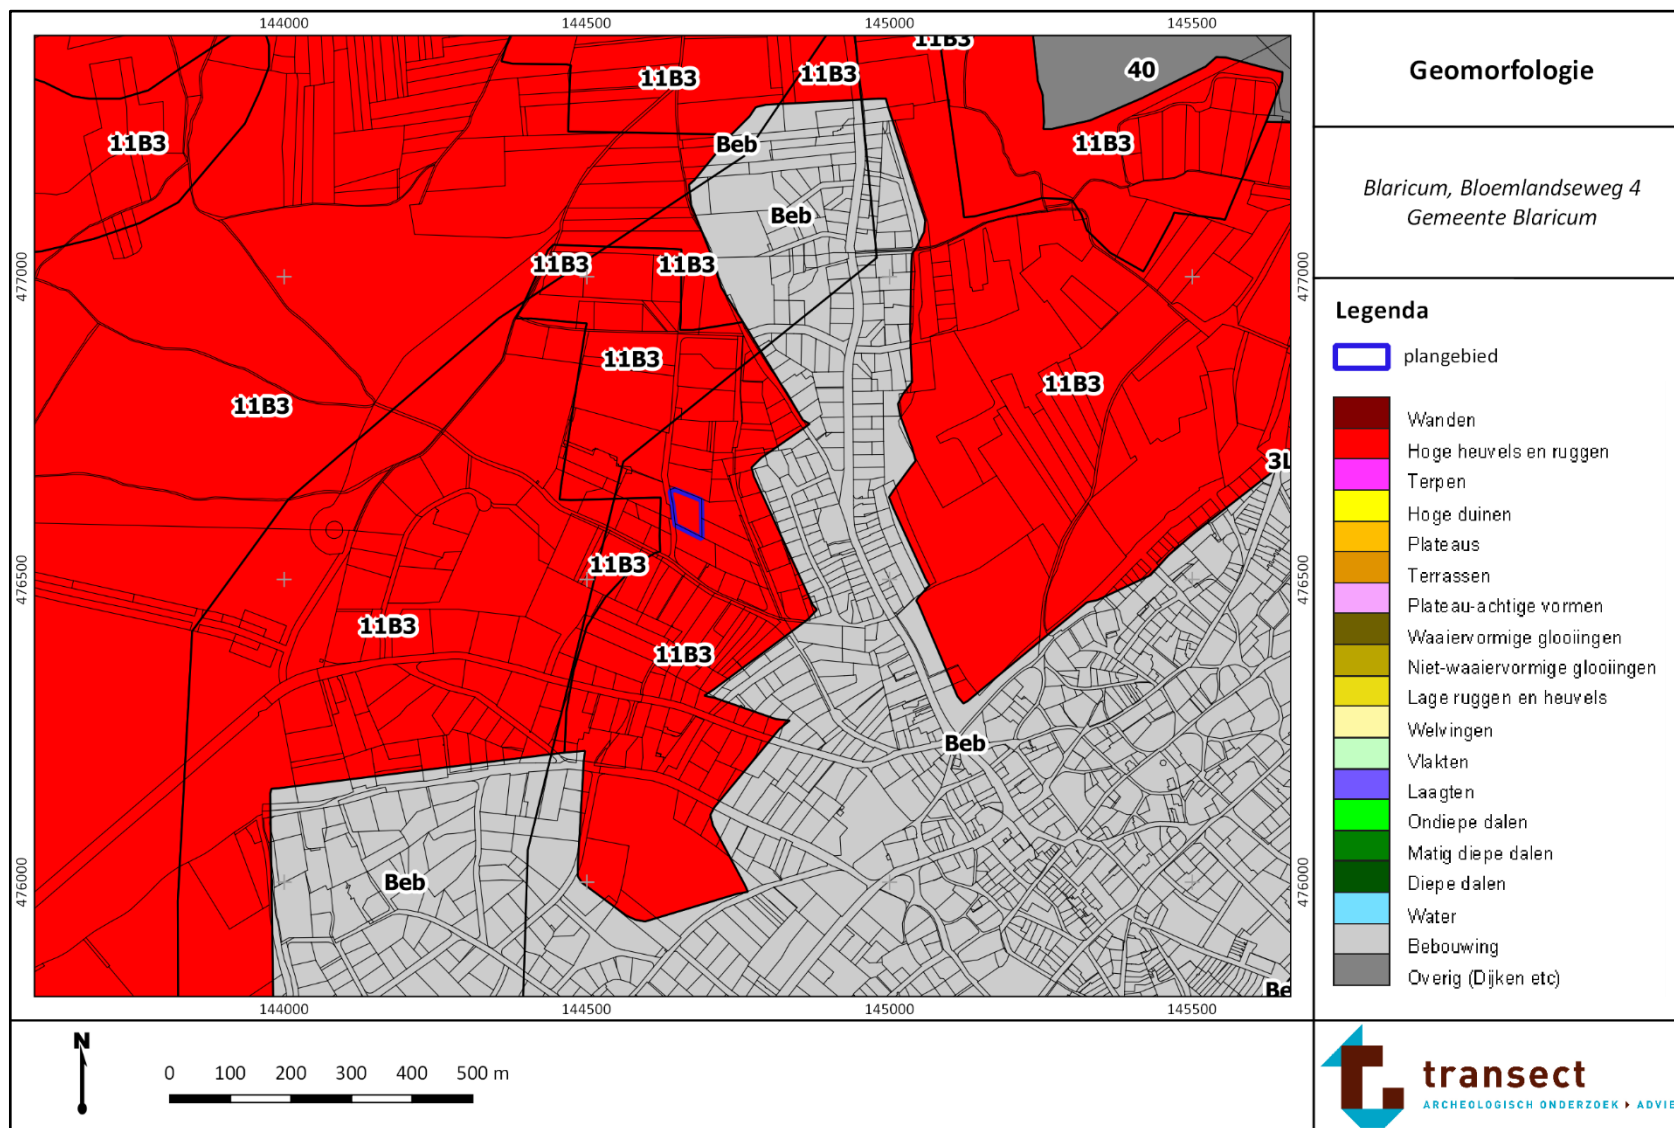 144000 144500 145000 145500
11B3
11B3
11B3
40
11B3
11B3
Beb
Beb
11B3
11B3
11B3
11B3
11B3
3L
11B3
11B3
11B3
Beb
Beb
Be
477000
476500
476000
477000
476500
476000
144000 144500 145000 145500
N
0 100 200 300 400 500 m
Geomorfologie
Blaricum, Bloemlandseweg 4
Gemeente Blaricum
Legenda
plangebied
Wanden
Hoge heuvels en ruggen
Terpen
Hoge duinen
Plateaus
Terrassen
Plateau-achtige vormen
Waaiervormige glooiingen
Niet-waaiervormige glooiingen
Lage ruggen en heuvels
Welvingen
Vlakten
Laagten
Ondiepe dalen
Matig diepe dalen
Diepe dalen
Water
Bebouwing
Overig (Dijken etc)
transect
ARCHEOLOGISCH ONDERZOEK ADVIE